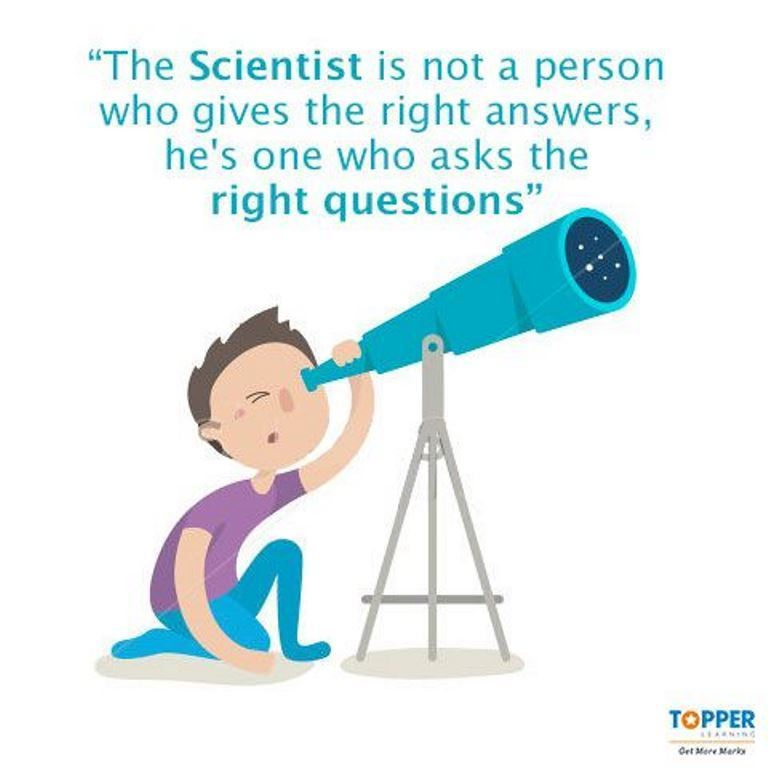 “The Scientist is not a person
who gives the right answers,
he's one who asks the
right questions”
TOPPER
LEARNING
Get More Marks